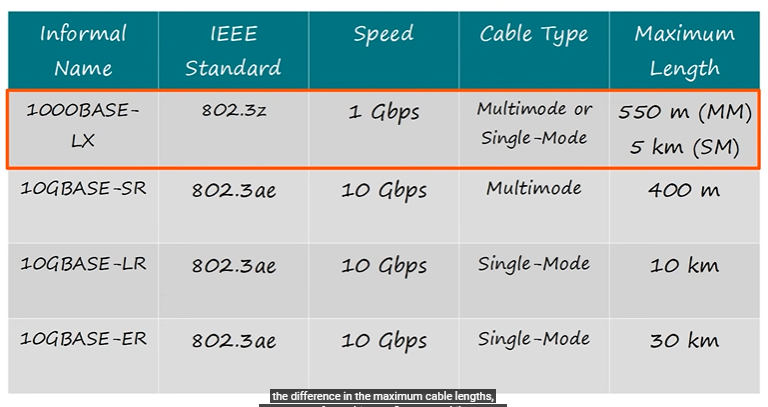 Informal Name
IEEE Standard
Speed
Cable Type
Maximum Length
1000BASE-LX
802.3z
1 Gbps
Multimode or Single-Mode
550 m (MM)
5 km (SM)
10GBASE-SR
802.3ae
10 Gbps
Multimode
400 m
10GBASE-LR
802.3ae
10 Gbps
Single-Mode
10 km
10GBASE-ER
802.3ae
10 Gbps
Single-Mode
30 km
the difference in the maximum cable lengths,